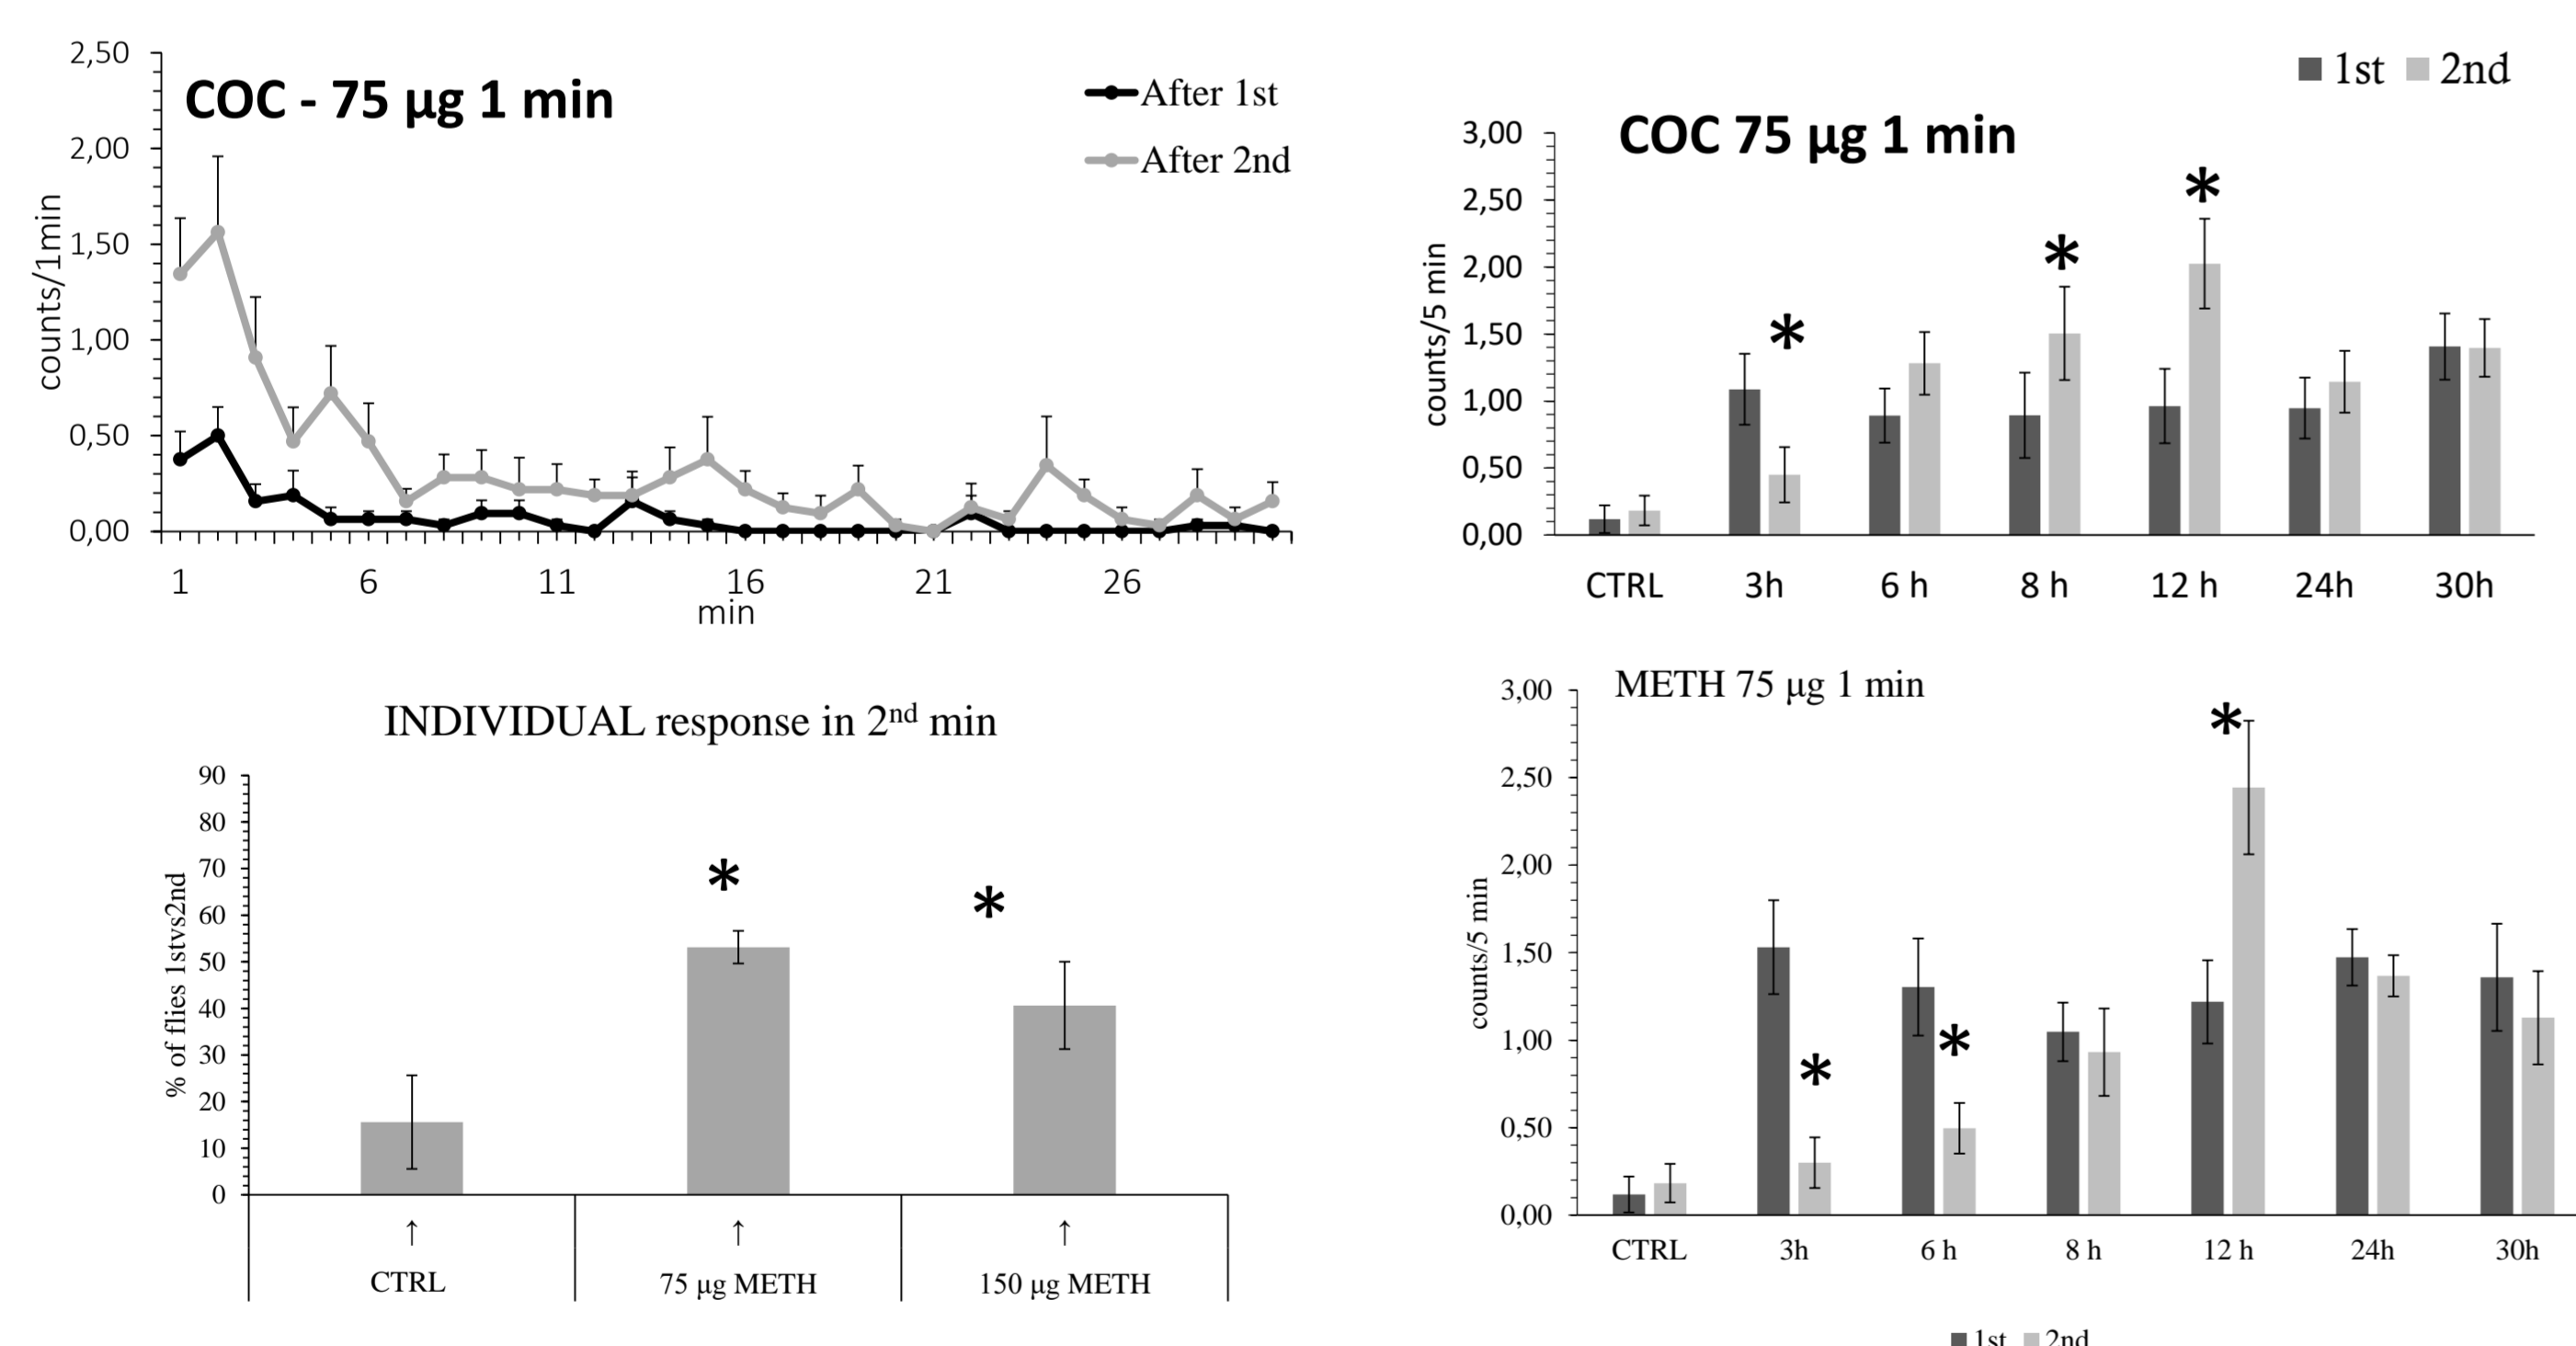 COC - 75 µg 1 min
After 1st
After 2nd
counts/1min
2,50
2,00
1,50
1,00
0,50
0,00
1 6 11 16 21 26
min
1st 2nd
COC 75 µg 1 min
counts/5 min
3,00
2,50
2,00
1,50
1,00
0,50
0,00
* * *
CTRL 3h 6 h 8 h 12 h 24h 30h
INDIVIDUAL response in 2nd min
% of flies 1stvs2nd
90
80
70
60
50
40
30
20
10
0
* *
↑ ↑ ↑
CTRL 75 µg METH 150 µg METH
METH 75 µg 1 min
counts/5 min
3,00
2,50
2,00
1,50
1,00
0,50
0,00
* * *
CTRL 3h 6 h 8 h 12 h 24h 30h
1st 2nd